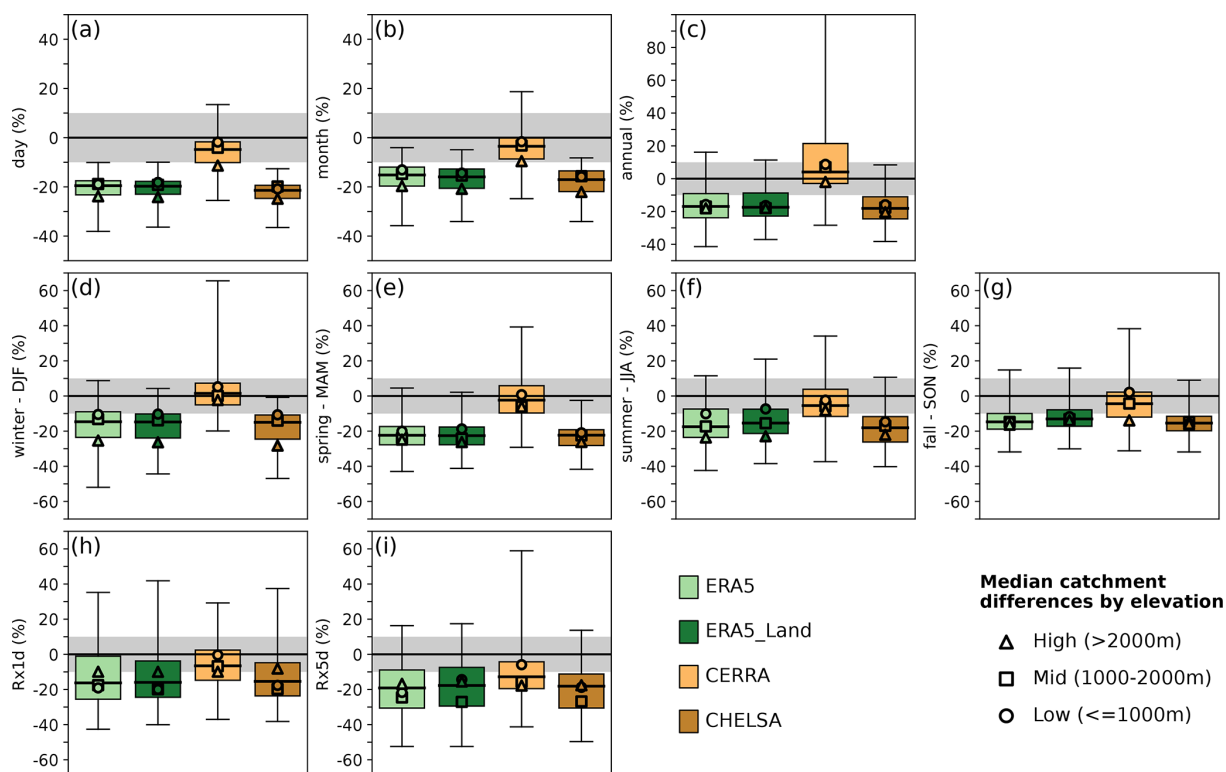 (a)
(b)
(c)
day (%)
40
20
0
-20
-40
month (%)
40
20
0
-20
-40
annual (%)
80
60
40
20
0
-20
-40
(d)
(e)
(f)
(g)
winter - DJF (%)
60
40
20
0
-20
-40
-60
spring - MAM (%)
60
40
20
0
-20
-40
-60
summer - JJA (%)
60
40
20
0
-20
-40
-60
fall - SON (%)
60
40
20
0
-20
-40
-60
(h)
(i)
Rx1d (%)
60
40
20
0
-20
-40
-60
Rx5d (%)
60
40
20
0
-20
-40
-60
ERA5
ERA5_Land
CERRA
CHELSA
Median catchment
differences by elevation
High (>2000m)
Mid (1000-2000m)
Low (<=1000m)